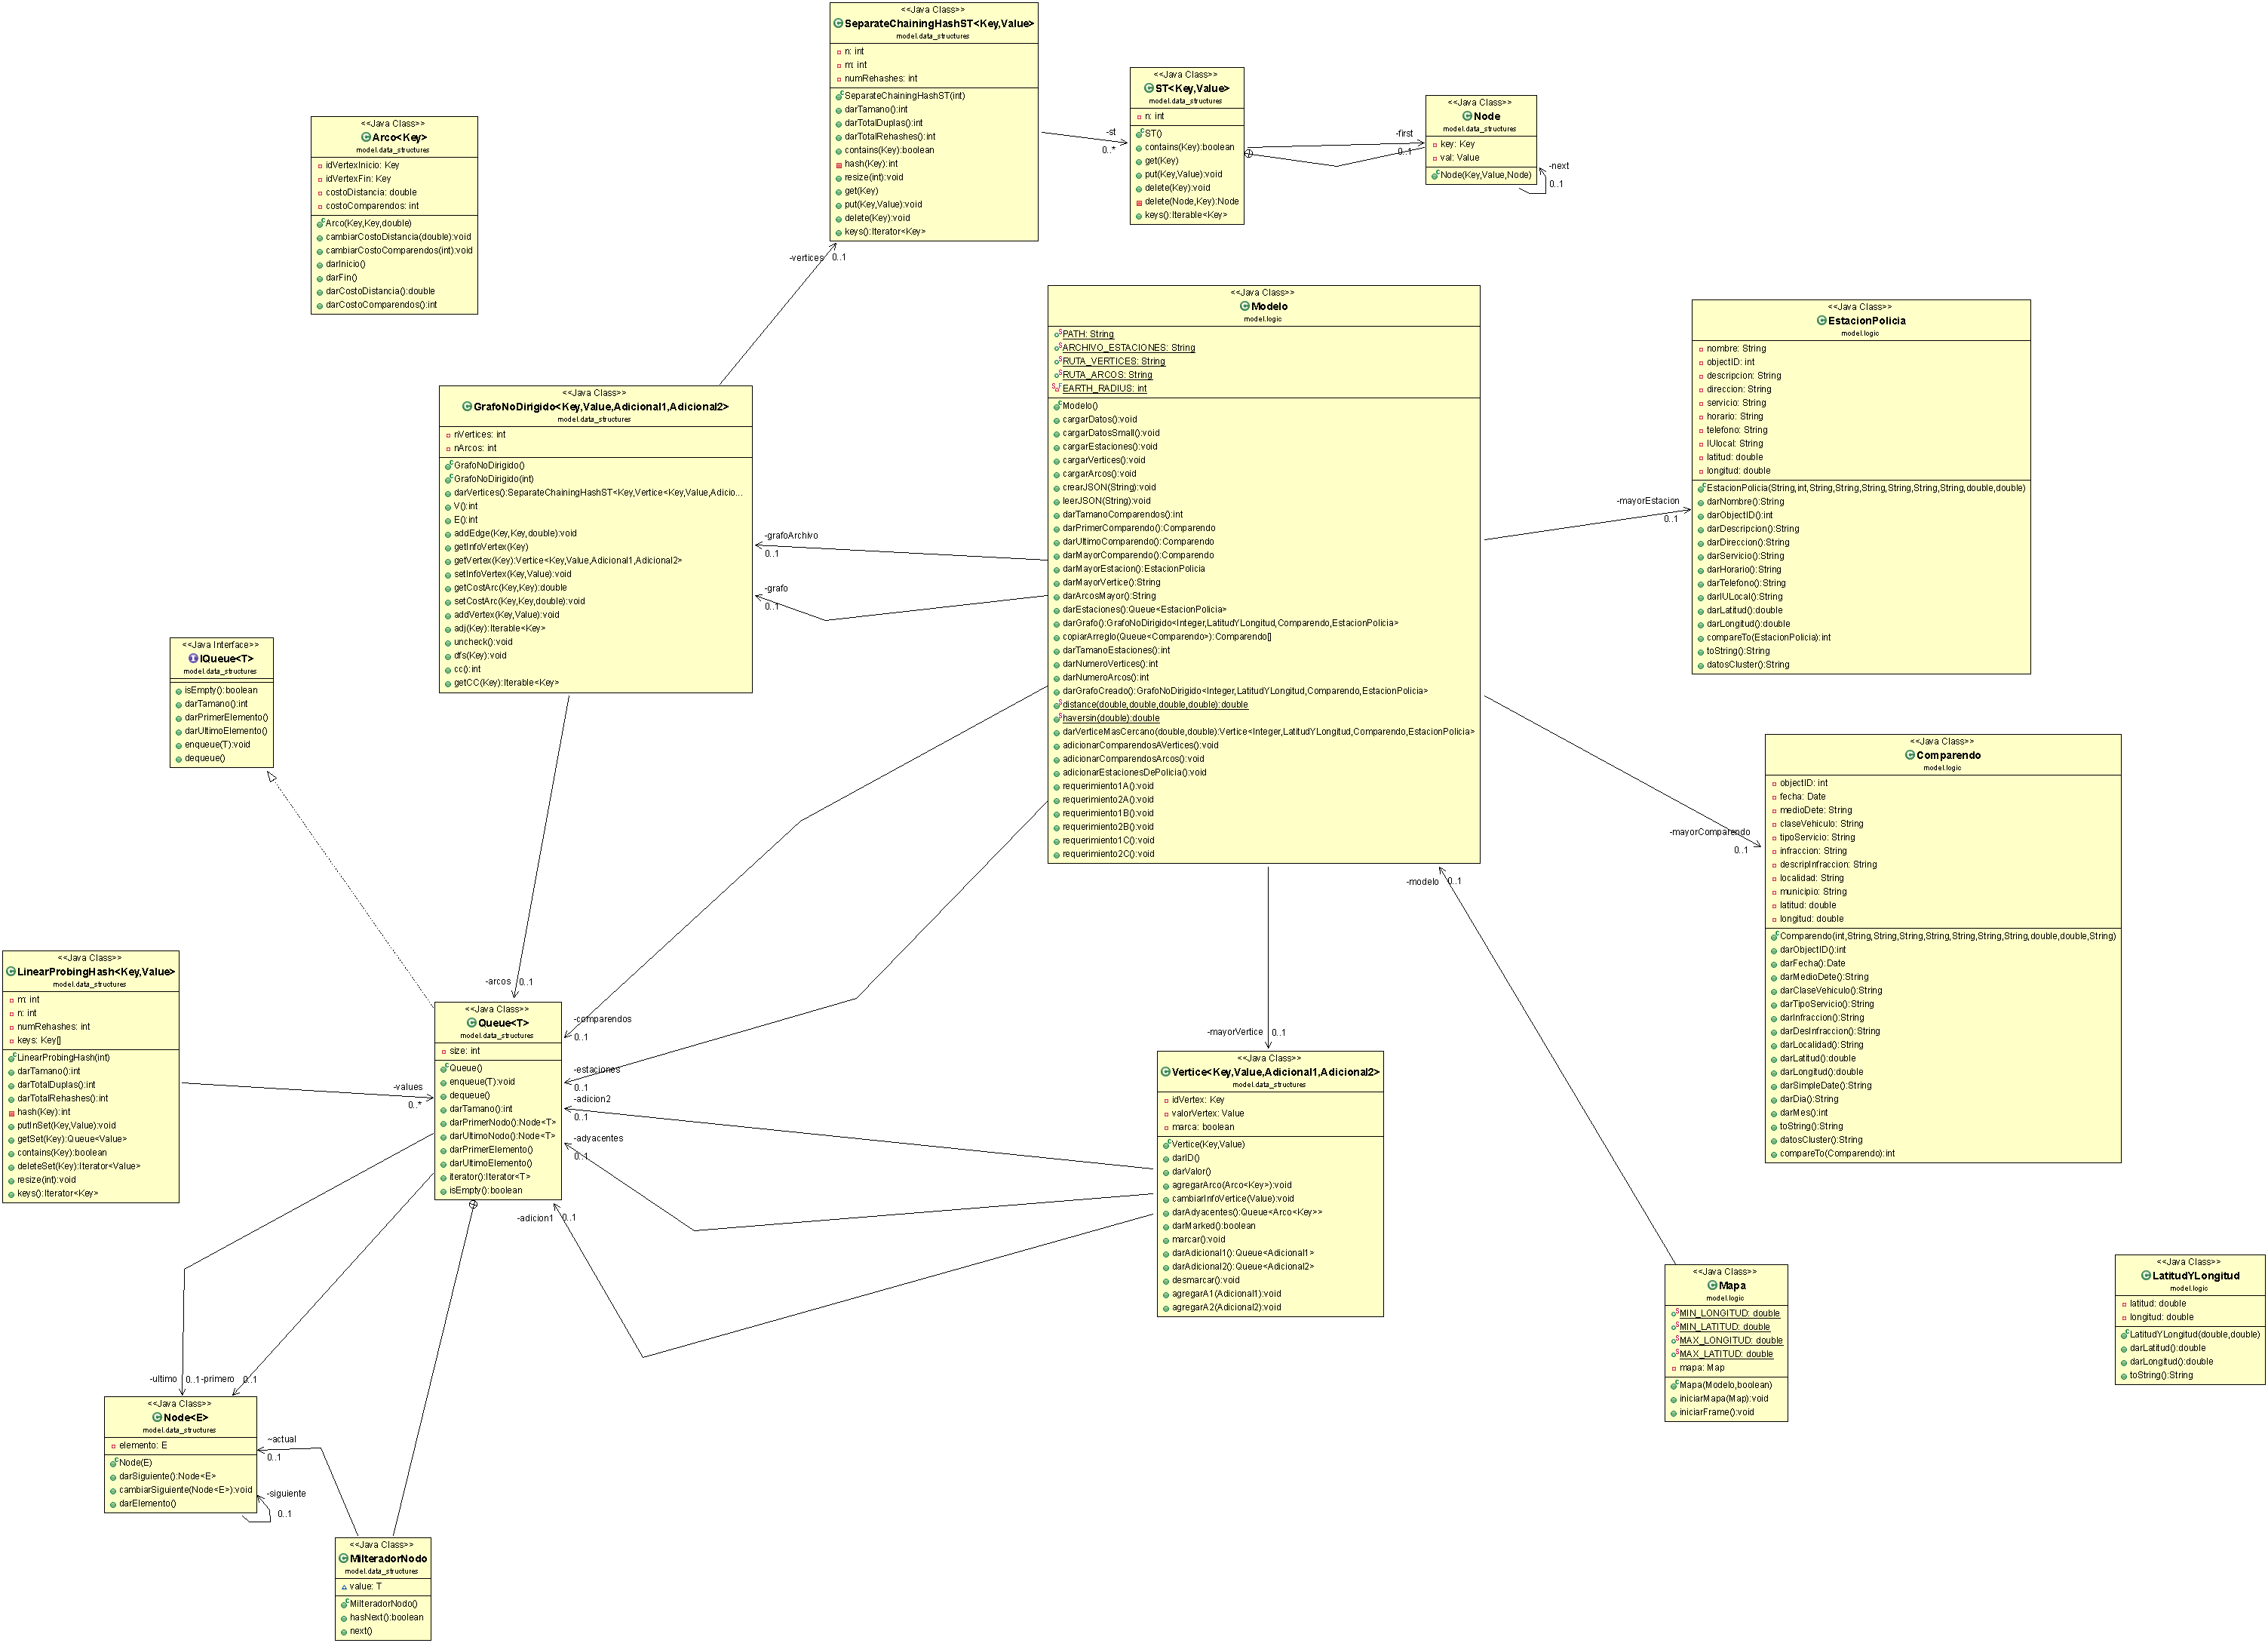 <<Java Class>>
SeparateChainingHashST<Key,Value>
model.data_structures
n: int
m: int
numRehashes: int
SeparateChainingHashST(int)
darTamano():int
darTotalDuplas():int
darTotalRehashes():int
contains(Key):boolean
hash(Key):int
resize(int):void
get(Key)
put(Key,Value):void
delete(Key):void
keys():Iterator<Key>
-st
0..*
<<Java Class>>
ST<Key,Value>
model.data_structures
n: int
ST()
contains(Key):boolean
get(Key)
put(Key,Value):void
delete(Key):void
delete(Node,Key):Node
keys():Iterable<Key>
-first
0..1
<<Java Class>>
Node
model.data_structures
key: Key
val: Value
Node(Key,Value,Node)
-next
0..1
<<Java Class>>
Arco<Key>
model.data_structures
idVertexInicio: Key
idVertexFin: Key
costoDistancia: double
costoComparendos: int
Arco(Key,Key,double)
cambiarCostoDistancia(double):void
cambiarCostoComparendos(int):void
darInicio()
darFin()
darCostoDistancia():double
darCostoComparendos():int
-vertices
0..1
<<Java Class>>
GrafoNoDirigido<Key,Value,Adicional1,Adicional2>
model.data_structures
nVertices: int
nArcos: int
GrafoNoDirigido()
GrafoNoDirigido(int)
darVertices():SeparateChainingHashST<Key,Vertice<Key,Value,Adicio...
V():int
E():int
addEdge(Key,Key,double):void
getInfoVertex(Key)
getVertex(Key):Vertice<Key,Value,Adicional1,Adicional2>
setInfoVertex(Key,Value):void
getCostArc(Key,Key):double
setCostArc(Key,Key,double):void
addVertex(Key,Value):void
adj(Key):Iterable<Key>
uncheck():void
dfs(Key):void
cc():int
getCC(Key):Iterable<Key>
-grafoArchivo
0..1
-grafo
0..1
<<Java Class>>
Modelo
model.logic
PATH: String
ARCHIVO_ESTACIONES: String
RUTA_VERTICES: String
RUTA_ARCOS: String
EARTH_RADIUS: int
Modelo()
cargarDatos():void
cargarDatosSmall():void
cargarEstaciones():void
cargarVertices():void
cargarArcos():void
crearJSON(String):void
leerJSON(String):void
darTamanoComparendos():int
darPrimerComparendo():Comparendo
darUltimoComparendo():Comparendo
darMayorComparendo():Comparendo
darMayorEstacion():EstacionPolicia
darMayorVertice():String
darArcosMayor():String
darEstaciones():Queue<EstacionPolicia>
darGrafo():GrafoNoDirigido<Integer,LatitudYLongitud,Comparendo,EstacionPolicia>
copiarArreglo(Queue<Comparendo>):Comparendo[]
darTamanoEstaciones():int
darNumeroVertices():int
darNumeroArcos():int
darGrafoCreado():GrafoNoDirigido<Integer,LatitudYLongitud,Comparendo,EstacionPolicia>
distance(double,double,double,double):double
haversin(double):double
darVerticeMasCercano(double,double):Vertice<Integer,LatitudYLongitud,Comparendo,EstacionPolicia>
adicionarComparendosAVertices():void
adicionarComparendosArcos():void
adicionarEstacionesDePolicia():void
requerimiento1A():void
requerimiento2A():void
requerimiento1B():void
requerimiento2B():void
requerimiento1C():void
requerimiento2C():void
-mayorEstacion
0..1
<<Java Class>>
EstacionPolicia
model.logic
nombre: String
objectID: int
descripcion: String
direccion: String
servicio: String
horario: String
telefono: String
IUlocal: String
latitud: double
longitud: double
EstacionPolicia(String,int,String,String,String,String,String,String,double,double)
darNombre():String
darObjectID():int
darDescripcion():String
darDireccion():String
darServicio():String
darHorario():String
darTelefono():String
darIULocal():String
darLatitud():double
darLongitud():double
compareTo(EstacionPolicia):int
toString():String
datosCluster():String
-mayorComparendo
0..1
<<Java Class>>
Comparendo
model.logic
objectID: int
fecha: Date
medioDete: String
claseVehiculo: String
tipoServicio: String
infraccion: String
descripInfraccion: String
localidad: String
municipio: String
latitud: double
longitud: double
Comparendo(int,String,String,String,String,String,String,String,double,double,String)
darObjectID():int
darFecha():Date
darMedioDete():String
darClaseVehiculo():String
darTipoServicio():String
darInfraccion():String
darDesInfraccion():String
darLocalidad():String
darLatitud():double
darLongitud():double
darSimpleDate():String
darDia():String
darMes():int
toString():String
datosCluster():String
compareTo(Comparendo):int
<<Java Interface>>
IQueue<T>
model.data_structures
isEmpty():boolean
darTamano():int
darPrimerElemento()
darUltimoElemento()
enqueue(T):void
dequeue()
<<Java Class>>
LinearProbingHash<Key,Value>
model.data_structures
m: int
n: int
numRehashes: int
keys: Key[]
LinearProbingHash(int)
darTamano():int
darTotalDuplas():int
darTotalRehashes():int
hash(Key):int
putInSet(Key,Value):void
getSet(Key):Queue<Value>
contains(Key):boolean
deleteSet(Key):Iterator<Value>
resize(int):void
keys():Iterator<Key>
-values
0..*
-arcos
0..1
<<Java Class>>
Queue<T>
model.data_structures
size: int
Queue()
enqueue(T):void
dequeue()
darTamano():int
darPrimerNodo():Node<T>
darUltimoNodo():Node<T>
darPrimerElemento()
darUltimoElemento()
iterator():Iterator<T>
isEmpty():boolean
-comparendos
0..1
-estaciones
0..1
-adicion2
0..1
-adyacentes
0..1
-adicion1
0..1
-mayorVertice
0..1
<<Java Class>>
Vertice<Key,Value,Adicional1,Adicional2>
model.data_structures
idVertex: Key
valorVertex: Value
marca: boolean
Vertice(Key,Value)
darID()
darValor()
agregarArco(Arco<Key>):void
cambiarInfoVertice(Value):void
darAdyacentes():Queue<Arco<Key>>
darMarked():boolean
marcar():void
darAdicional1():Queue<Adicional1>
darAdicional2():Queue<Adicional2>
desmarcar():void
agregarA1(Adicional1):void
agregarA2(Adicional2):void
-modelo
0..1
<<Java Class>>
Mapa
model.logic
MIN_LONGITUD: double
MIN_LATITUD: double
MAX_LONGITUD: double
MAX_LATITUD: double
mapa: Map
Mapa(Modelo,boolean)
iniciarMapa(Map):void
iniciarFrame():void
<<Java Class>>
LatitudYLongitud
model.logic
latitud: double
longitud: double
LatitudYLongitud(double,double)
darLatitud():double
darLongitud():double
toString():String
-ultimo
0..1
-primero
0..1
<<Java Class>>
Node<E>
model.data_structures
elemento: E
Node(E)
darSiguiente():Node<E>
cambiarSiguiente(Node<E>):void
darElemento()
~actual
0..1
-siguiente
0..1
<<Java Class>>
MiIteradorNodo
model.data_structures
value: T
MiIteradorNodo()
hasNext():boolean
next()